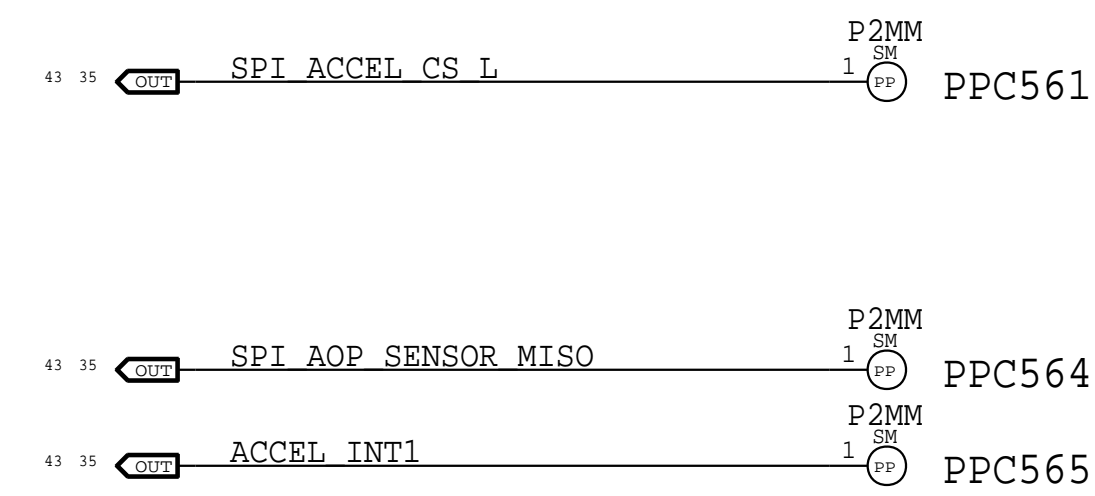 P2MM
SM
43 35 OUT SPI_ACCEL_CS_L 1 PP PPC561
P2MM
SM
43 35 OUT SPI_AOP_SENSOR_MISO 1 PP PPC564
P2MM
SM
43 35 OUT ACCEL_INT1 1 PP PPC565